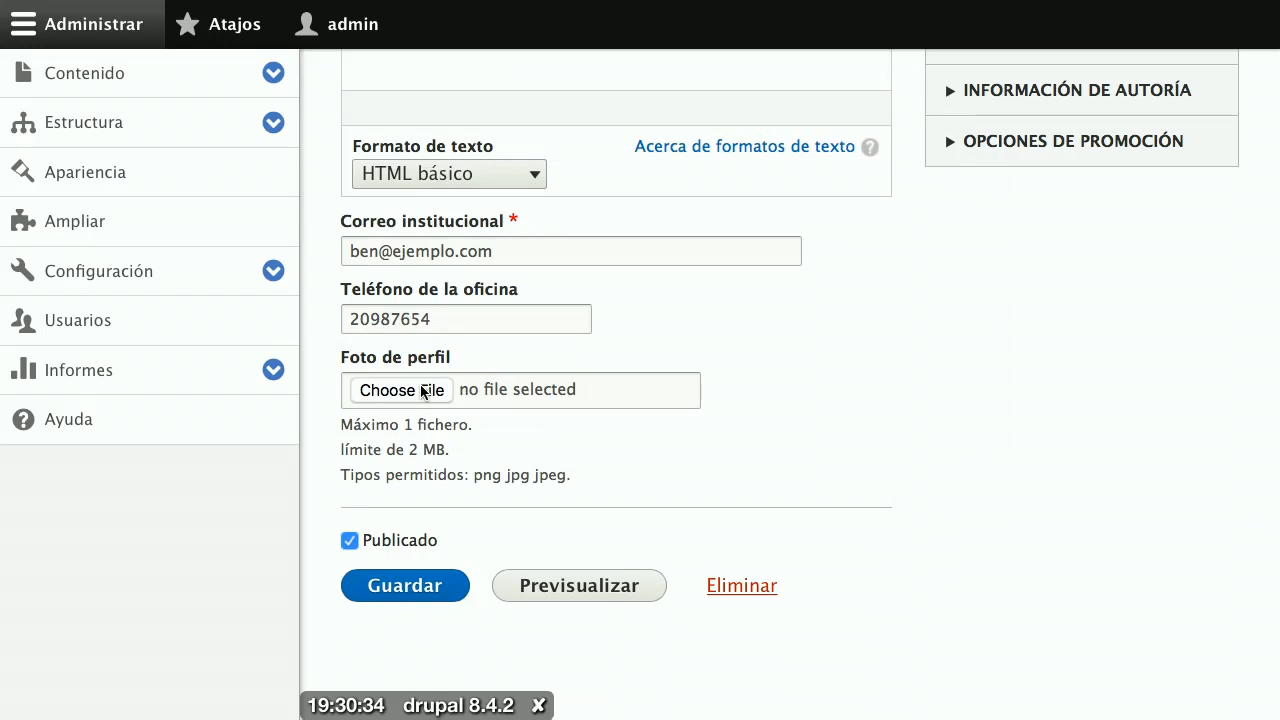 Administrar
Atajos
admin
Contenido
Estructura
Apariencia
Ampliar
Configuración
Usuarios
Informes
Ayuda
Formato de texto
Acerca de formatos de texto ?
HTML básico
Correo institucional *
ben@ejemplo.com
Teléfono de la oficina
20987654
Foto de perfil
Choose File no file selected
Máximo 1 fichero.
límite de 2 MB.
Tipos permitidos: png jpg jpeg.
Publicado
Guardar
Previsualizar
Eliminar
INFORMACIÓN DE AUTORÍA
OPCIONES DE PROMOCIÓN
19:30:34 drupal 8.4.2 ✘